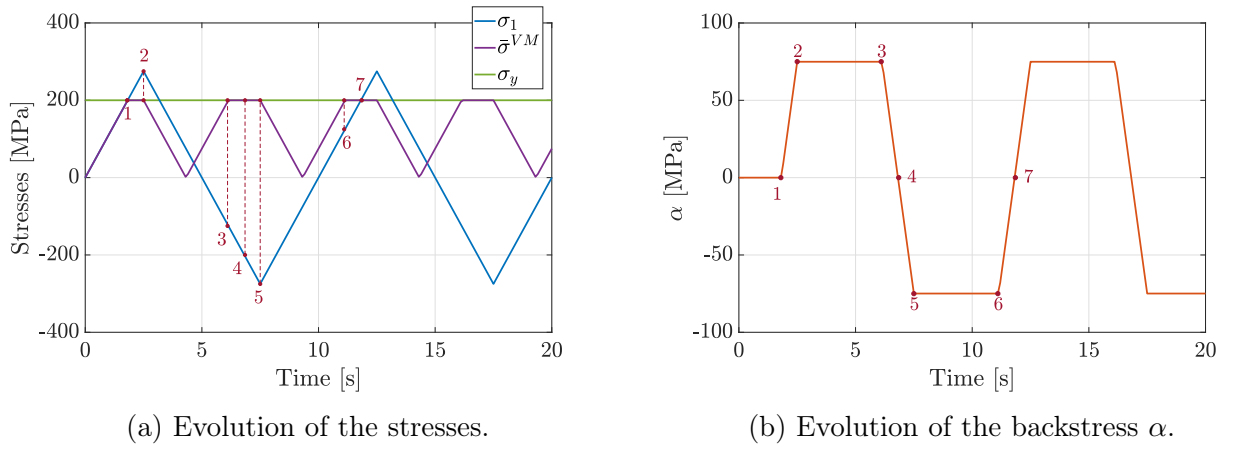 400
200
0
-200
-400
Stresses [MPa]
0 5 10 15 20
Time [s]
σ₁
σ̄^{VM}
σ_y
1
2
3
4
5
6
7
(a) Evolution of the stresses.
100
50
0
-50
-100
α [MPa]
0 5 10 15 20
Time [s]
1
2
3
4
5
6
7
(b) Evolution of the backstress α.